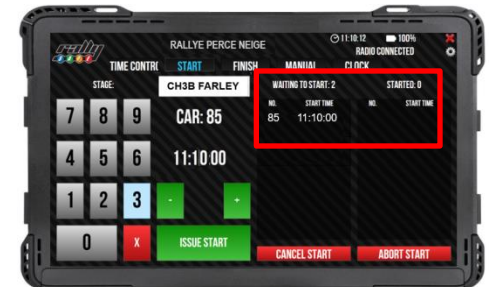 rally
RALLYE PERCE NEIGE
11:10:12
100%
RADIO CONNECTED
TIME CONTRL
START
FINISH
MANUAL
CLOCK
STAGE:
CH3B FARLEY
WAITING TO START: 2
STARTED: 0
NO.
START TIME
NO.
START TIME
85
11:10:00
7
8
9
CAR: 85
4
5
6
11:10:00
1
2
3
-
+
0
X
ISSUE START
CANCEL START
ABORT START